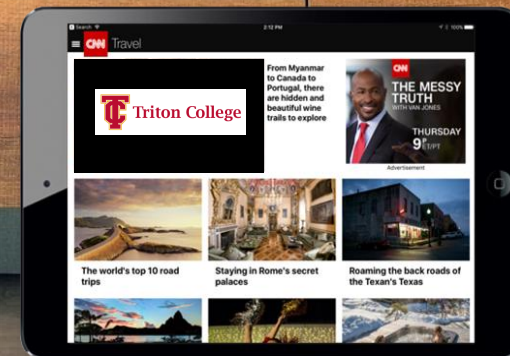 Search
2:12 PM
100%
CNN Travel
TC Triton College
From Myanmar
to Canada to
Portugal, there
are hidden and
beautiful wine
trails to explore
CNN
THE MESSY
TRUTH
WITH VAN JONES
THURSDAY
9P ET/PT
Advertisement
The world's top 10 road
trips
Staying in Rome's secret
palaces
Roaming the back roads of
the Texan's Texas